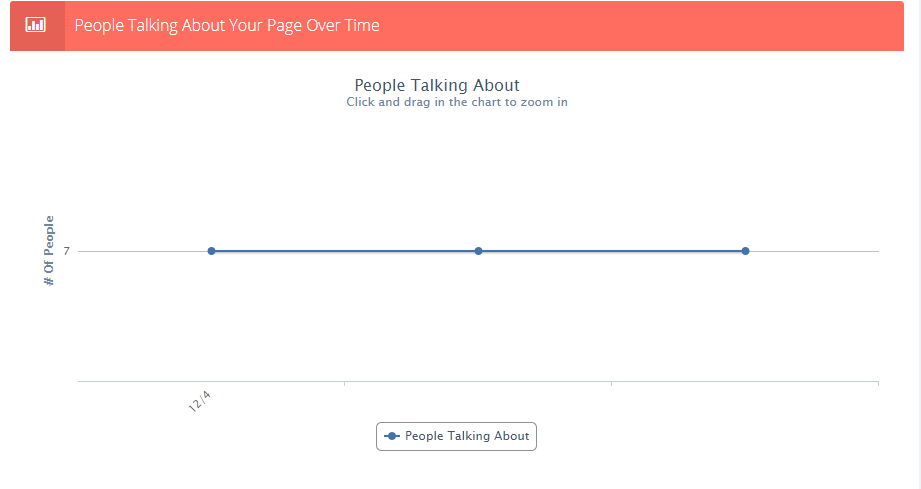 People Talking About Your Page Over Time
People Talking About
Click and drag in the chart to zoom in
# Of People
7
12/4
People Talking About